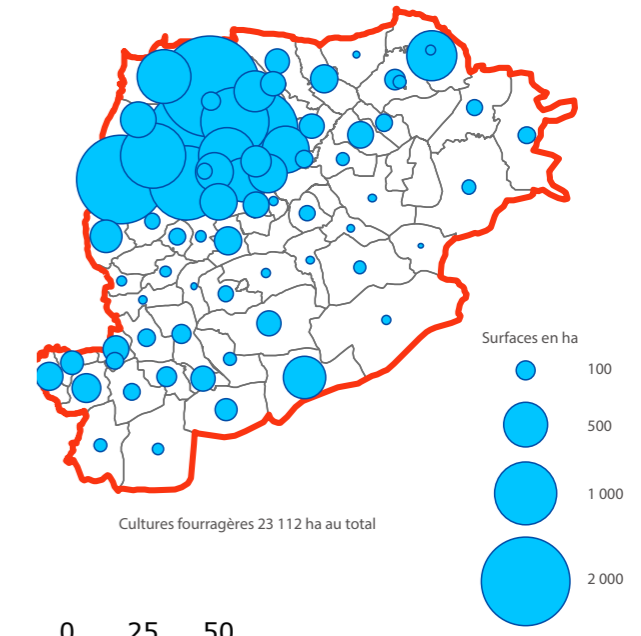 Surfaces en ha
100
500
1 000
2 000
Cultures fourragères 23 112 ha au total
0 25 50